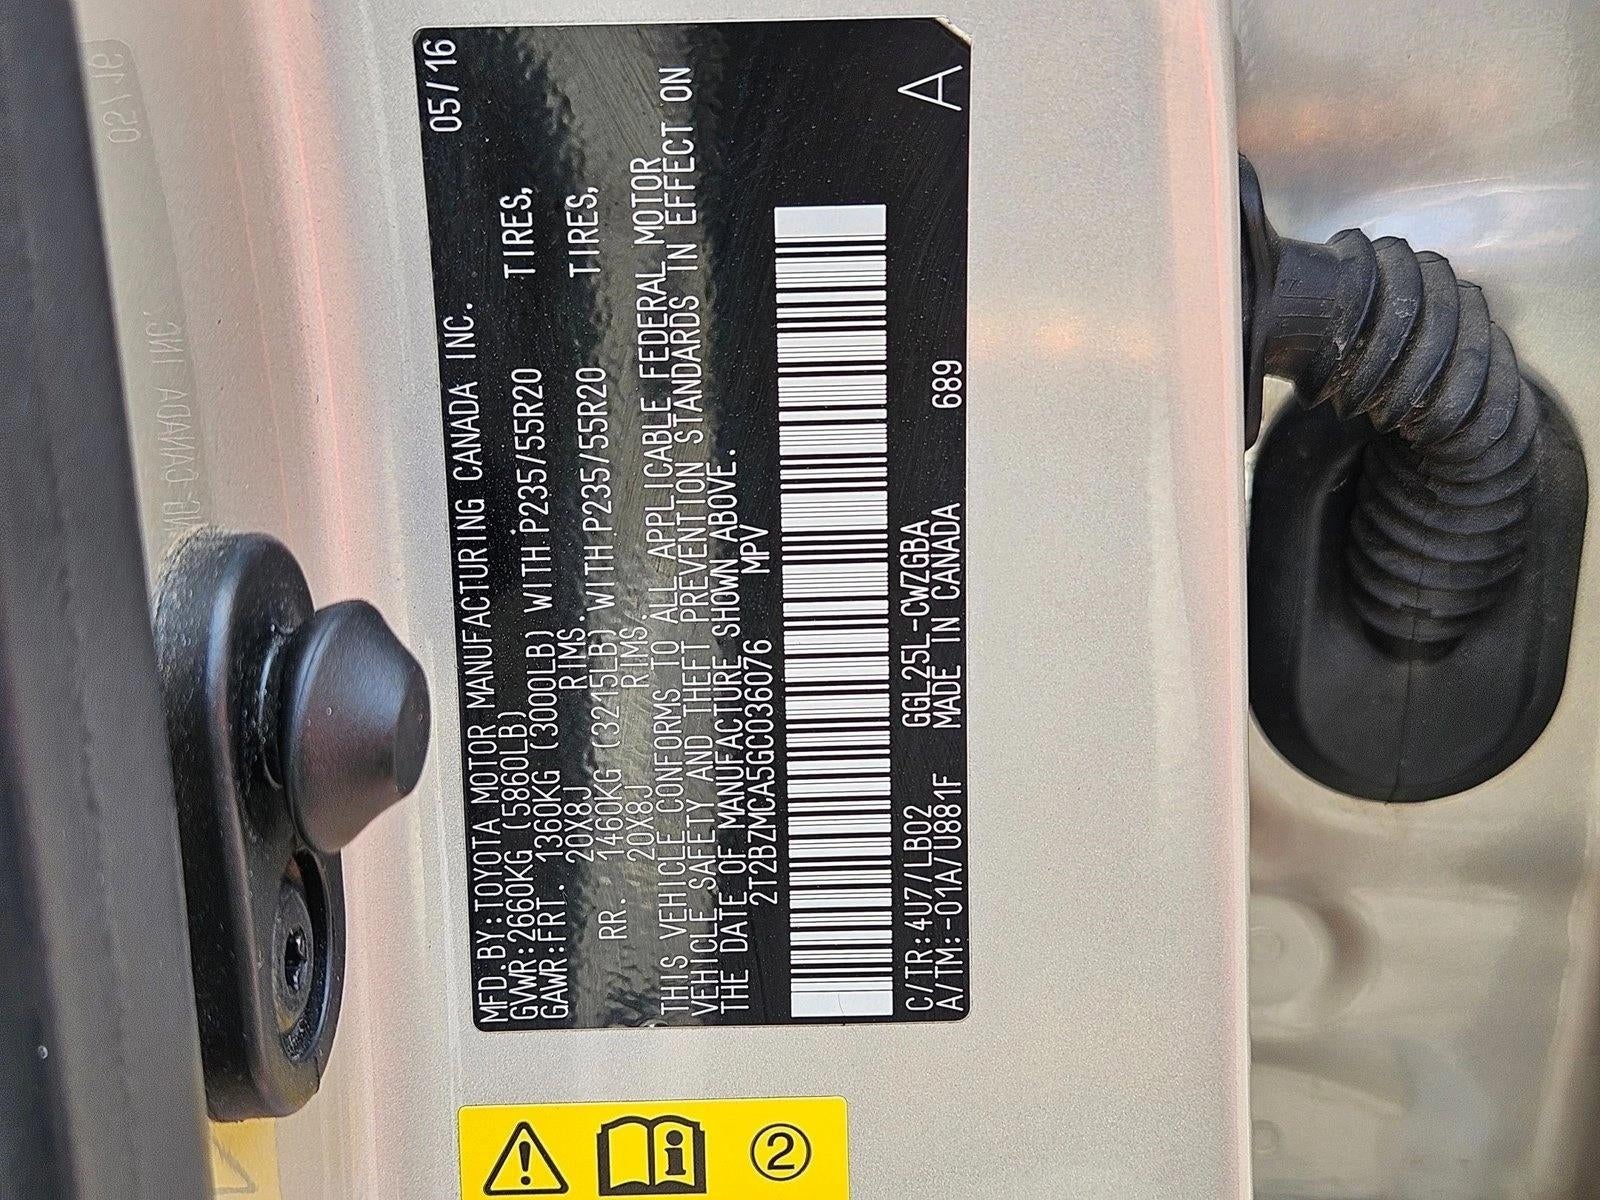 05/16
MFD.BY:TOYOTA MOTOR MANUFACTURING CANADA INC.
GVWR:2660KG (5860LB)
GAWR:FRT. 1360KG (3000LB) WITH P235/55R20 TIRES,
20X8J RIMS.
RR. 1460KG (3215LB) WITH P235/55R20 TIRES,
20X8J RIMS.
THIS VEHICLE CONFORMS TO ALL APPLICABLE FEDERAL MOTOR
VEHICLE SAFETY AND THEFT PREVENTION STANDARDS IN EFFECT ON
THE DATE OF MANUFACTURE SHOWN ABOVE.
2T2BZMCA5GC036076 MPV
C/TR:4U7/LB02 GGL25L-CWZGBA A
A/TM:-01A/U881F MADE IN CANADA 689
i
2